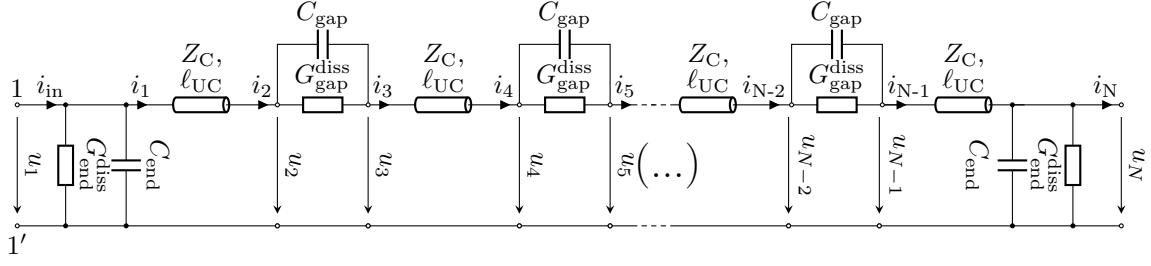 C_gap C_gap C_gap
Z_C, G_gap^diss Z_C, G_gap^diss Z_C, G_gap^diss Z_C,
1 i_in i_1 ℓ_UC i_2 i_3 ℓ_UC i_4 i_5 ℓ_UC i_N-2 i_N-1 ℓ_UC i_N
u_1 G_end^diss C_end u_2 u_3 u_4 u_5 (...) u_N−2 u_N−1 C_end G_end^diss u_N
1′